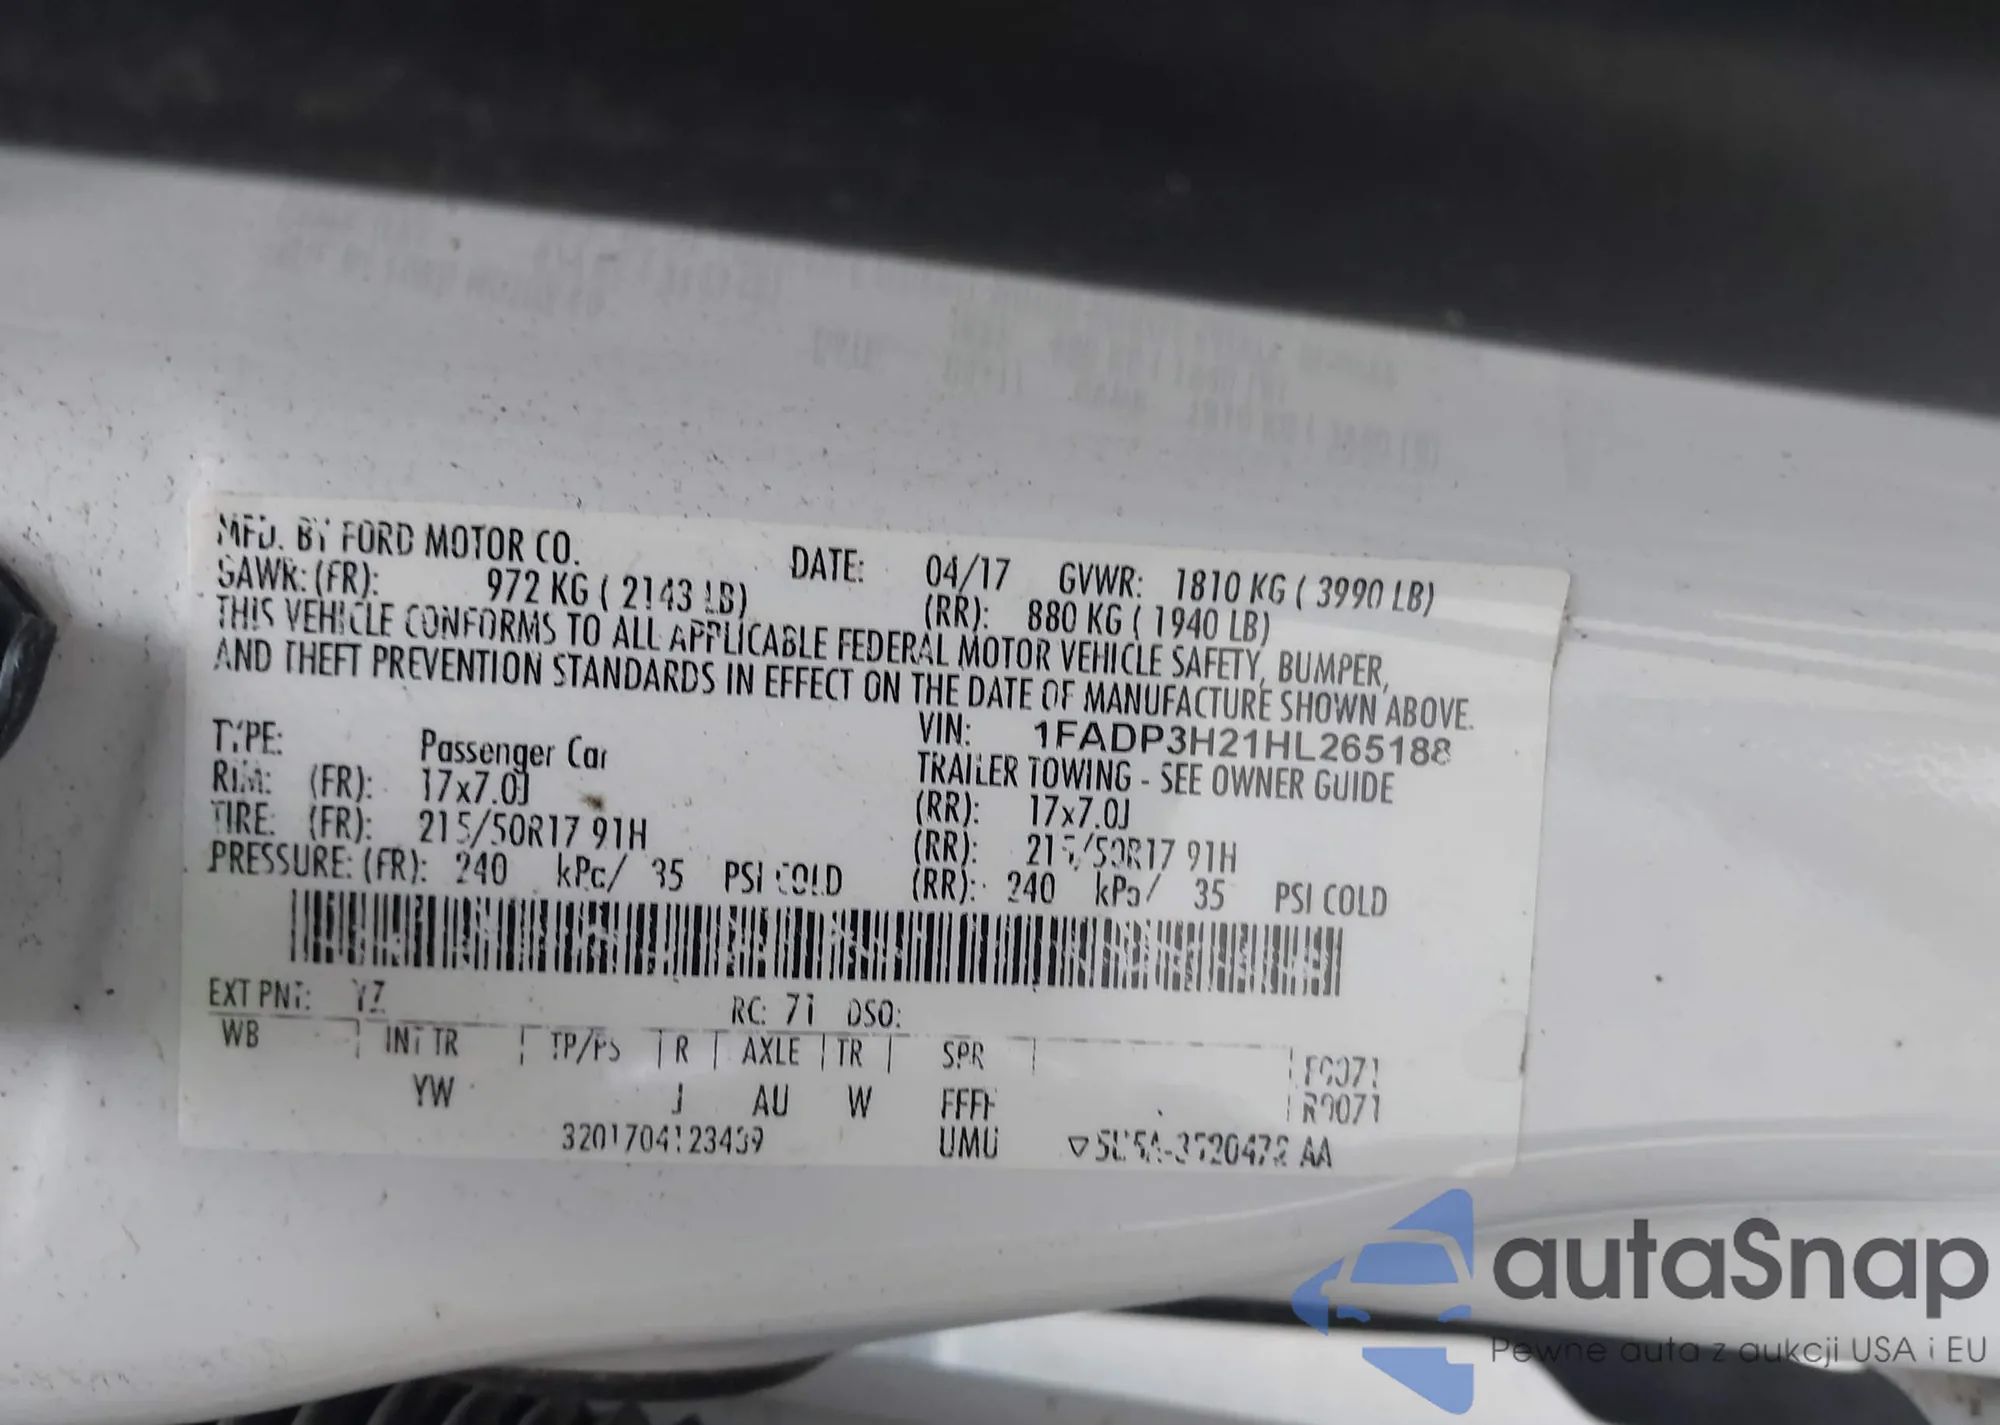 MFD. BY FORD MOTOR CO. DATE: 04/17 GVWR: 1810 KG ( 3990 LB)
GAWR: (FR): 972 KG ( 2143 LB) (RR): 880 KG ( 1940 LB)
THIS VEHICLE CONFORMS TO ALL APPLICABLE FEDERAL MOTOR VEHICLE SAFETY, BUMPER,
AND THEFT PREVENTION STANDARDS IN EFFECT ON THE DATE OF MANUFACTURE SHOWN ABOVE.
VIN: 1FADP3H21HL265188
TYPE: Passenger Car TRAILER TOWING - SEE OWNER GUIDE
RIM: (FR): 17x7.0J (RR): 17x7.0J
TIRE: (FR): 215/50R17 91H (RR): 215/50R17 91H
PRESSURE: (FR): 240 kPa/ 35 PSI COLD (RR): 240 kPa/ 35 PSI COLD
EXT PNT: YZ RC: 71 DSO:
WB INT TR TP/PS R AXLE TR SPR F0071
YW J AU W FFFF R0071
3201704123439 UMU AA
autaSnap
Pewne auta z aukcji USA i EU